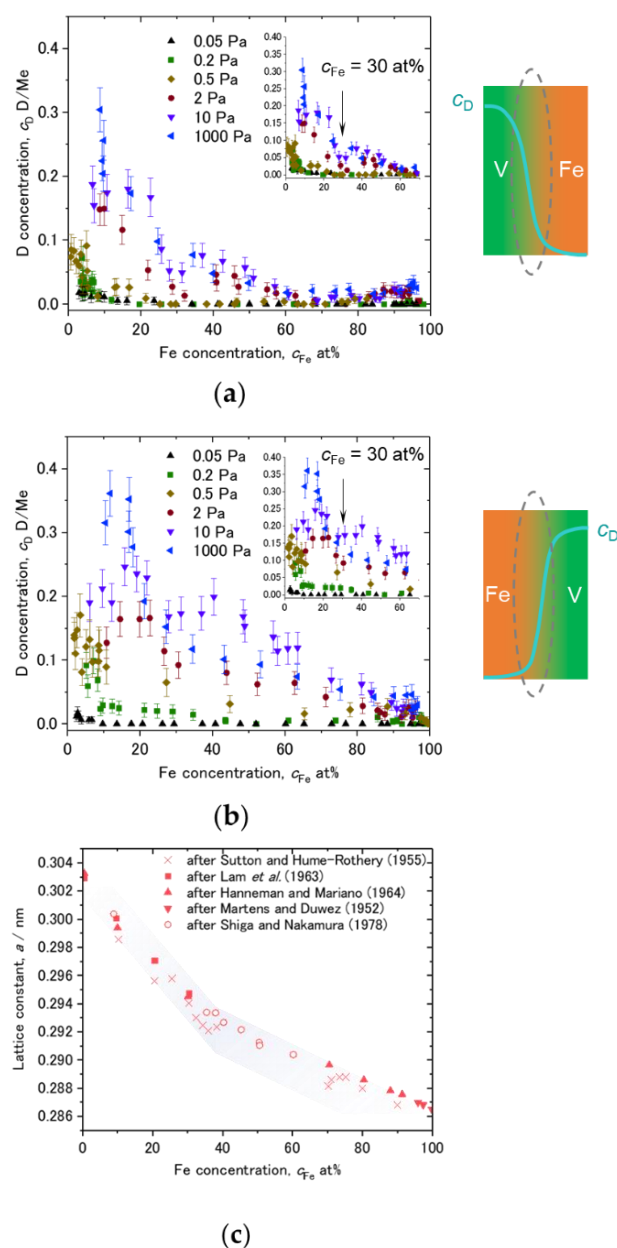 (a)
0.4
0.3
0.2
0.1
0.0
D concentration, c_D D/Me
0.05 Pa
0.2 Pa
0.5 Pa
2 Pa
10 Pa
1000 Pa
0.40
0.35
0.30
0.25
0.20
0.15
0.10
0.05
0.00
0 20 40 60
c_Fe = 30 at%
0 20 40 60 80 100
Fe concentration, c_Fe at%
c_D
V Fe
(a)
0.4
0.3
0.2
0.1
0.0
D concentration, c_D D/Me
0.05 Pa
0.2 Pa
0.5 Pa
2 Pa
10 Pa
1000 Pa
0.40
0.35
0.30
0.25
0.20
0.15
0.10
0.05
0.00
0 20 40 60
c_Fe = 30 at%
0 20 40 60 80 100
Fe concentration, c_Fe at%
c_D
Fe V
(b)
0.304
0.302
0.300
0.298
0.296
0.294
0.292
0.290
0.288
0.286
Lattice constant, a / nm
after Sutton and Hume-Rothery (1955)
after Lam et al. (1963)
after Hanneman and Mariano (1964)
after Martens and Duwez (1952)
after Shiga and Nakamura (1978)
0 20 40 60 80 100
Fe concentration, c_Fe at%
(c)